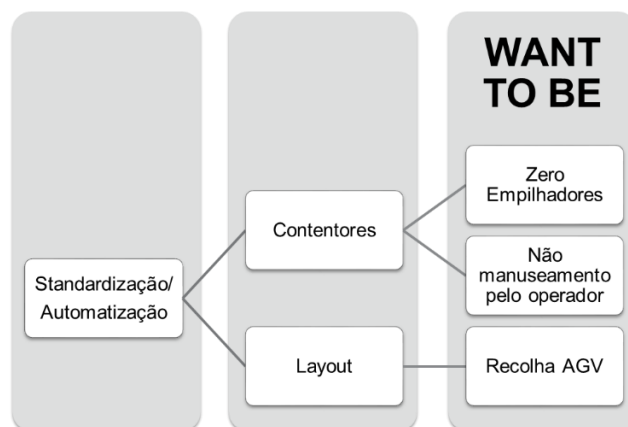 WANT
TO BE
Zero
Empilhadores
Contentores
Não
manuseamento
pelo operador
Standardização/
Automatização
Layout
Recolha AGV